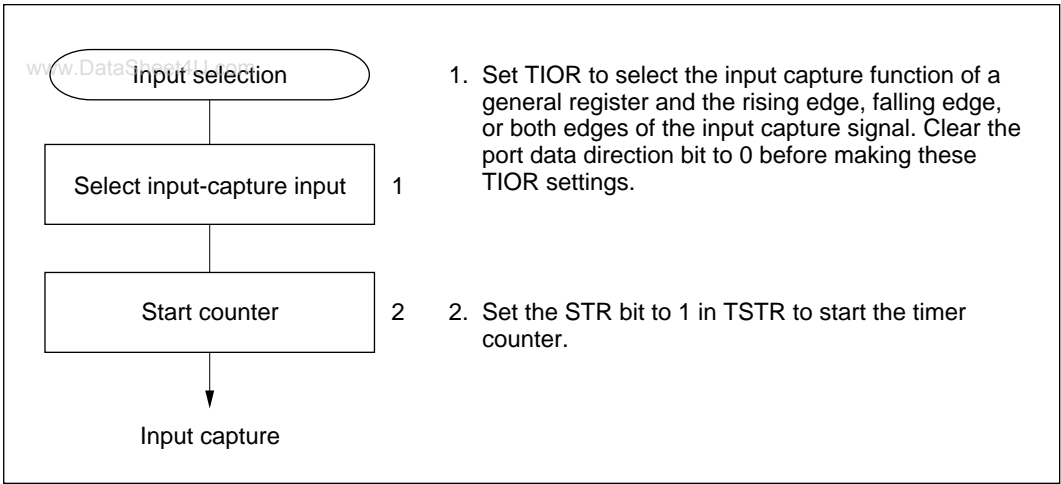 www.DataSheet4U.com
Input selection
Select input-capture input 1
Start counter 2
Input capture
1. Set TIOR to select the input capture function of a
general register and the rising edge, falling edge,
or both edges of the input capture signal. Clear the
port data direction bit to 0 before making these
TIOR settings.
2. Set the STR bit to 1 in TSTR to start the timer
counter.